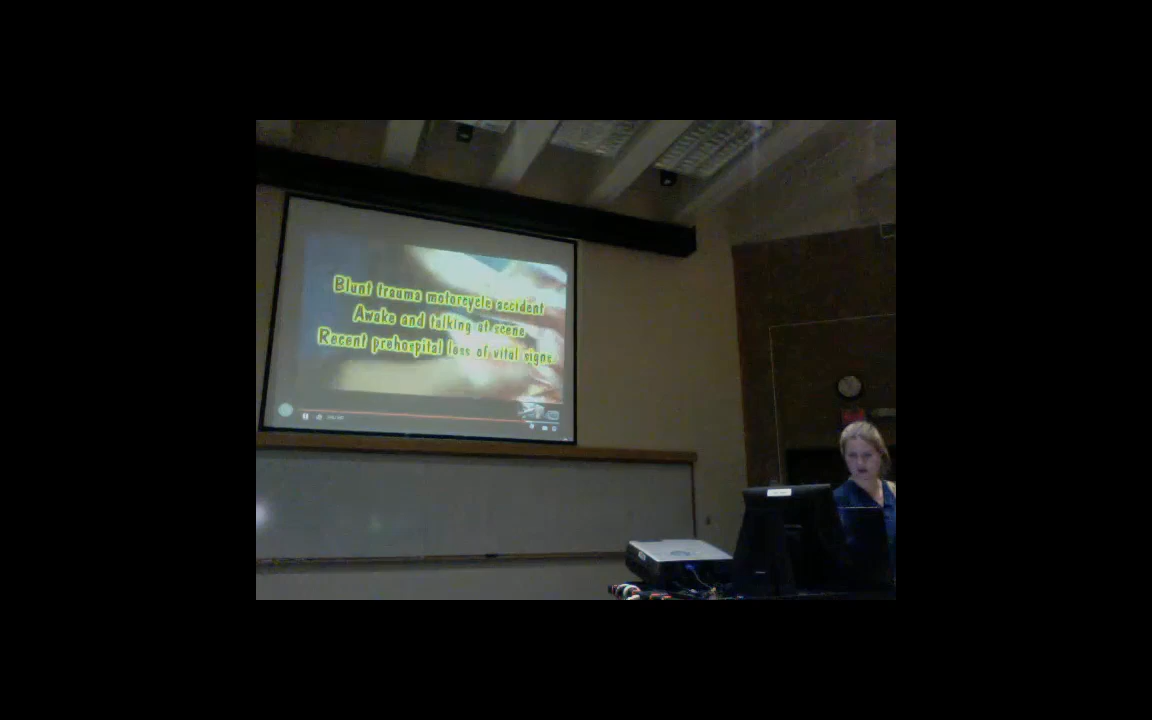 Blunt trauma motorcycle accident
Awake and talking at scene
Recent prehospital loss of vital signs